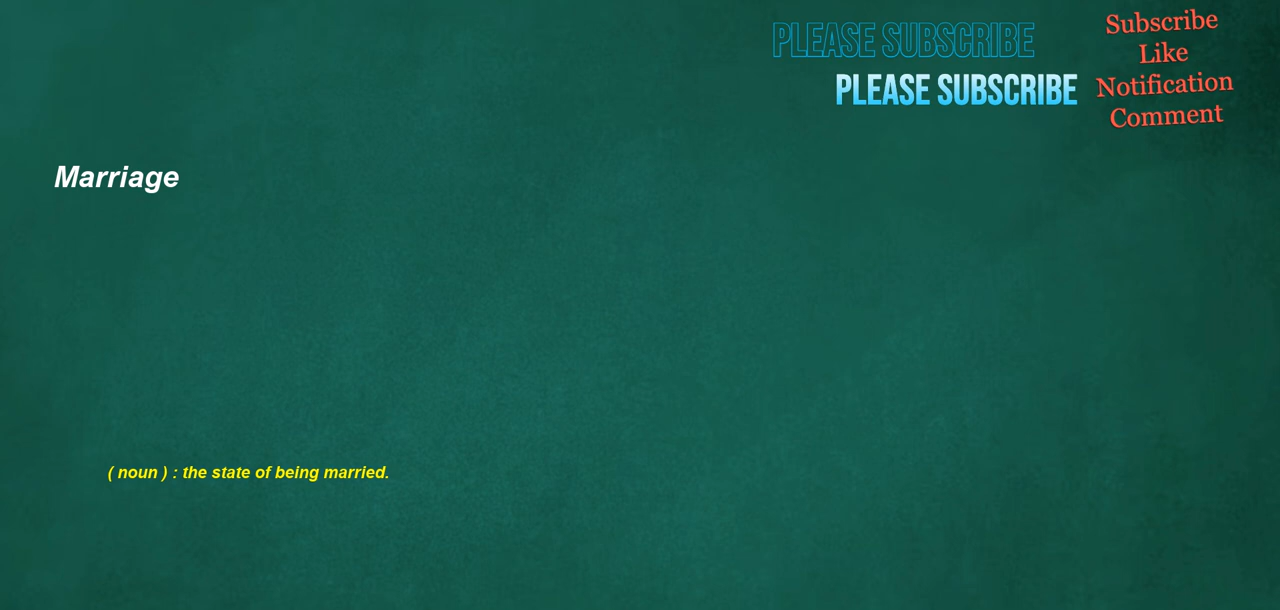 PLEASE SUBSCRIBE
PLEASE SUBSCRIBE
Subscribe
Like
Notification
Comment
Marriage
( noun ) : the state of being married.